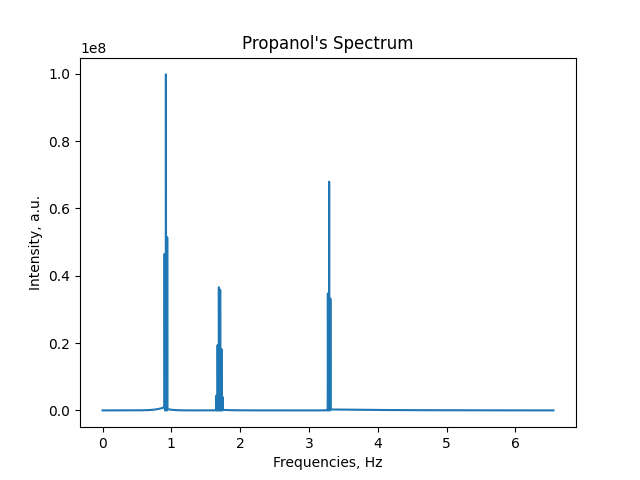 Propanol's Spectrum
1e8
1.0
0.8
0.6
0.4
0.2
0.0
Intensity, a.u.
0 1 2 3 4 5 6
Frequencies, Hz